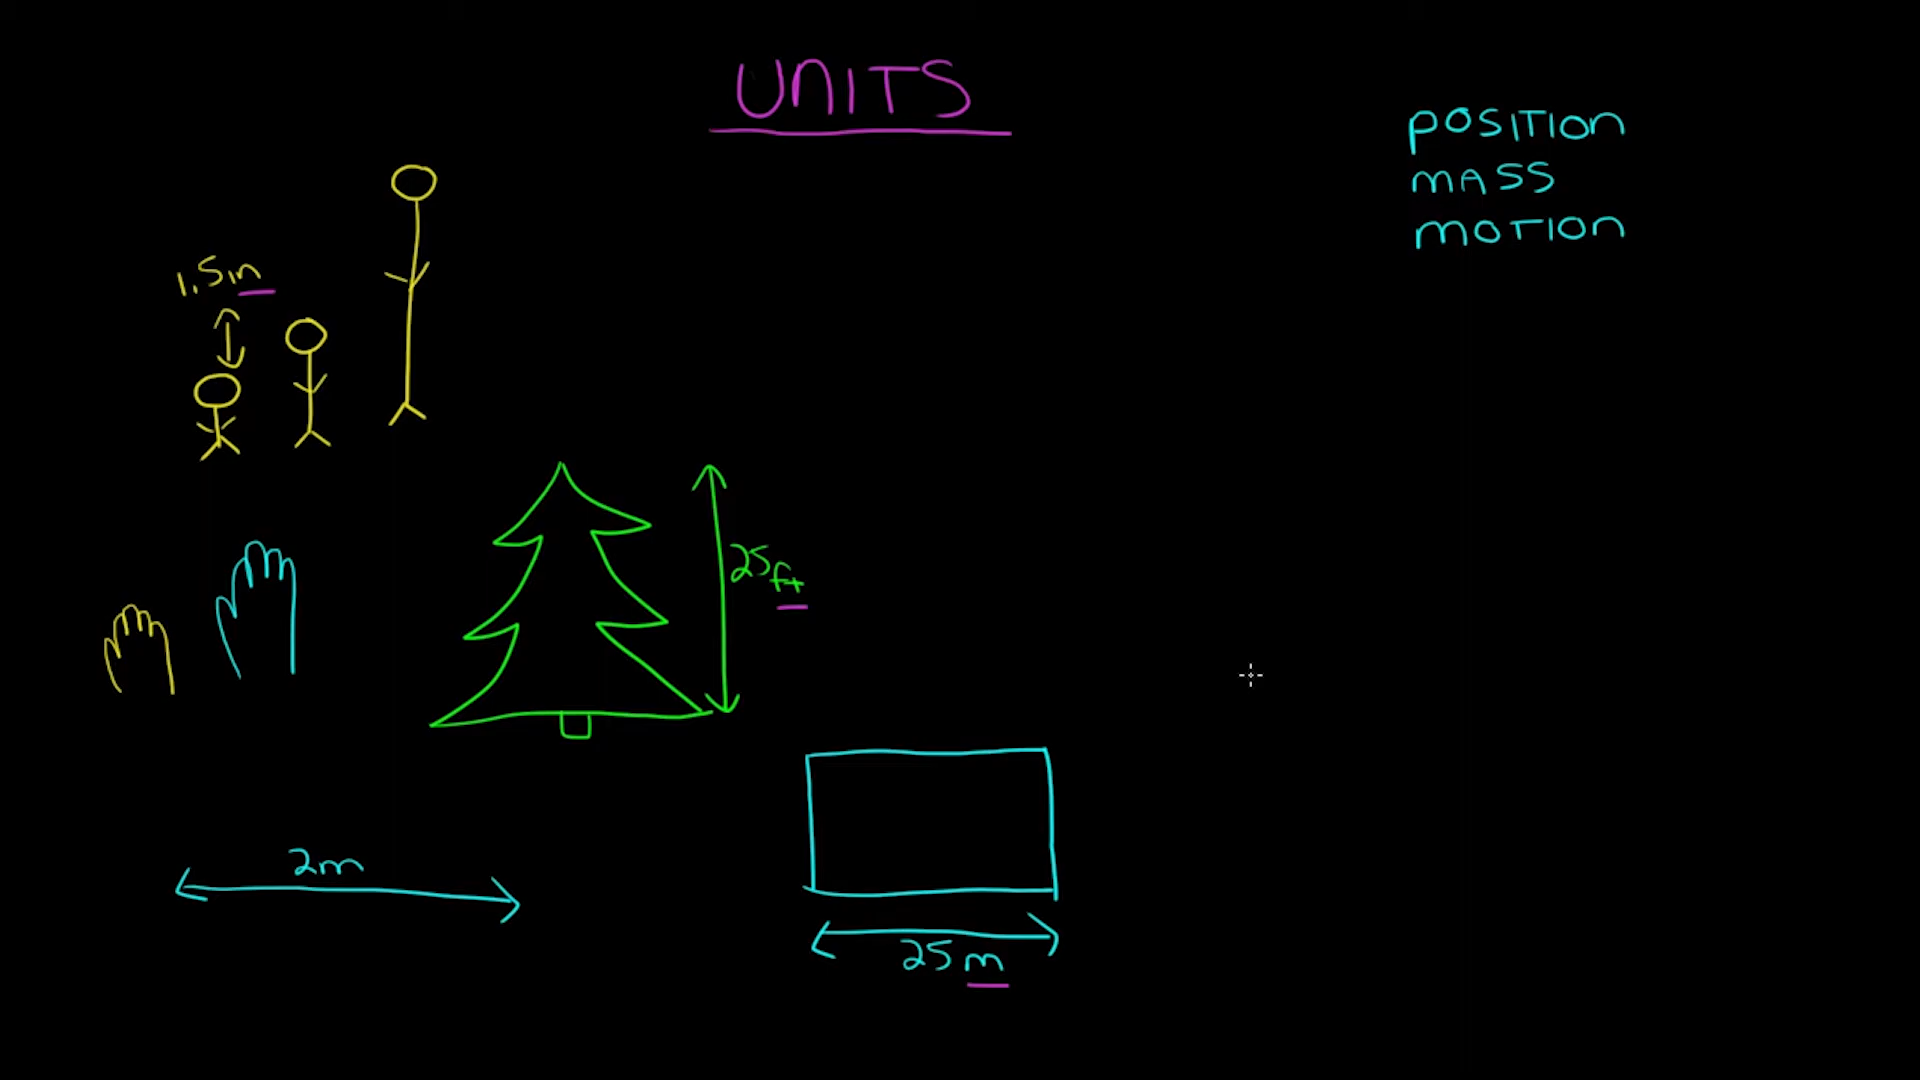 UNITS
POSITION
MASS
MOTION
1.5in
25ft
2m
25m